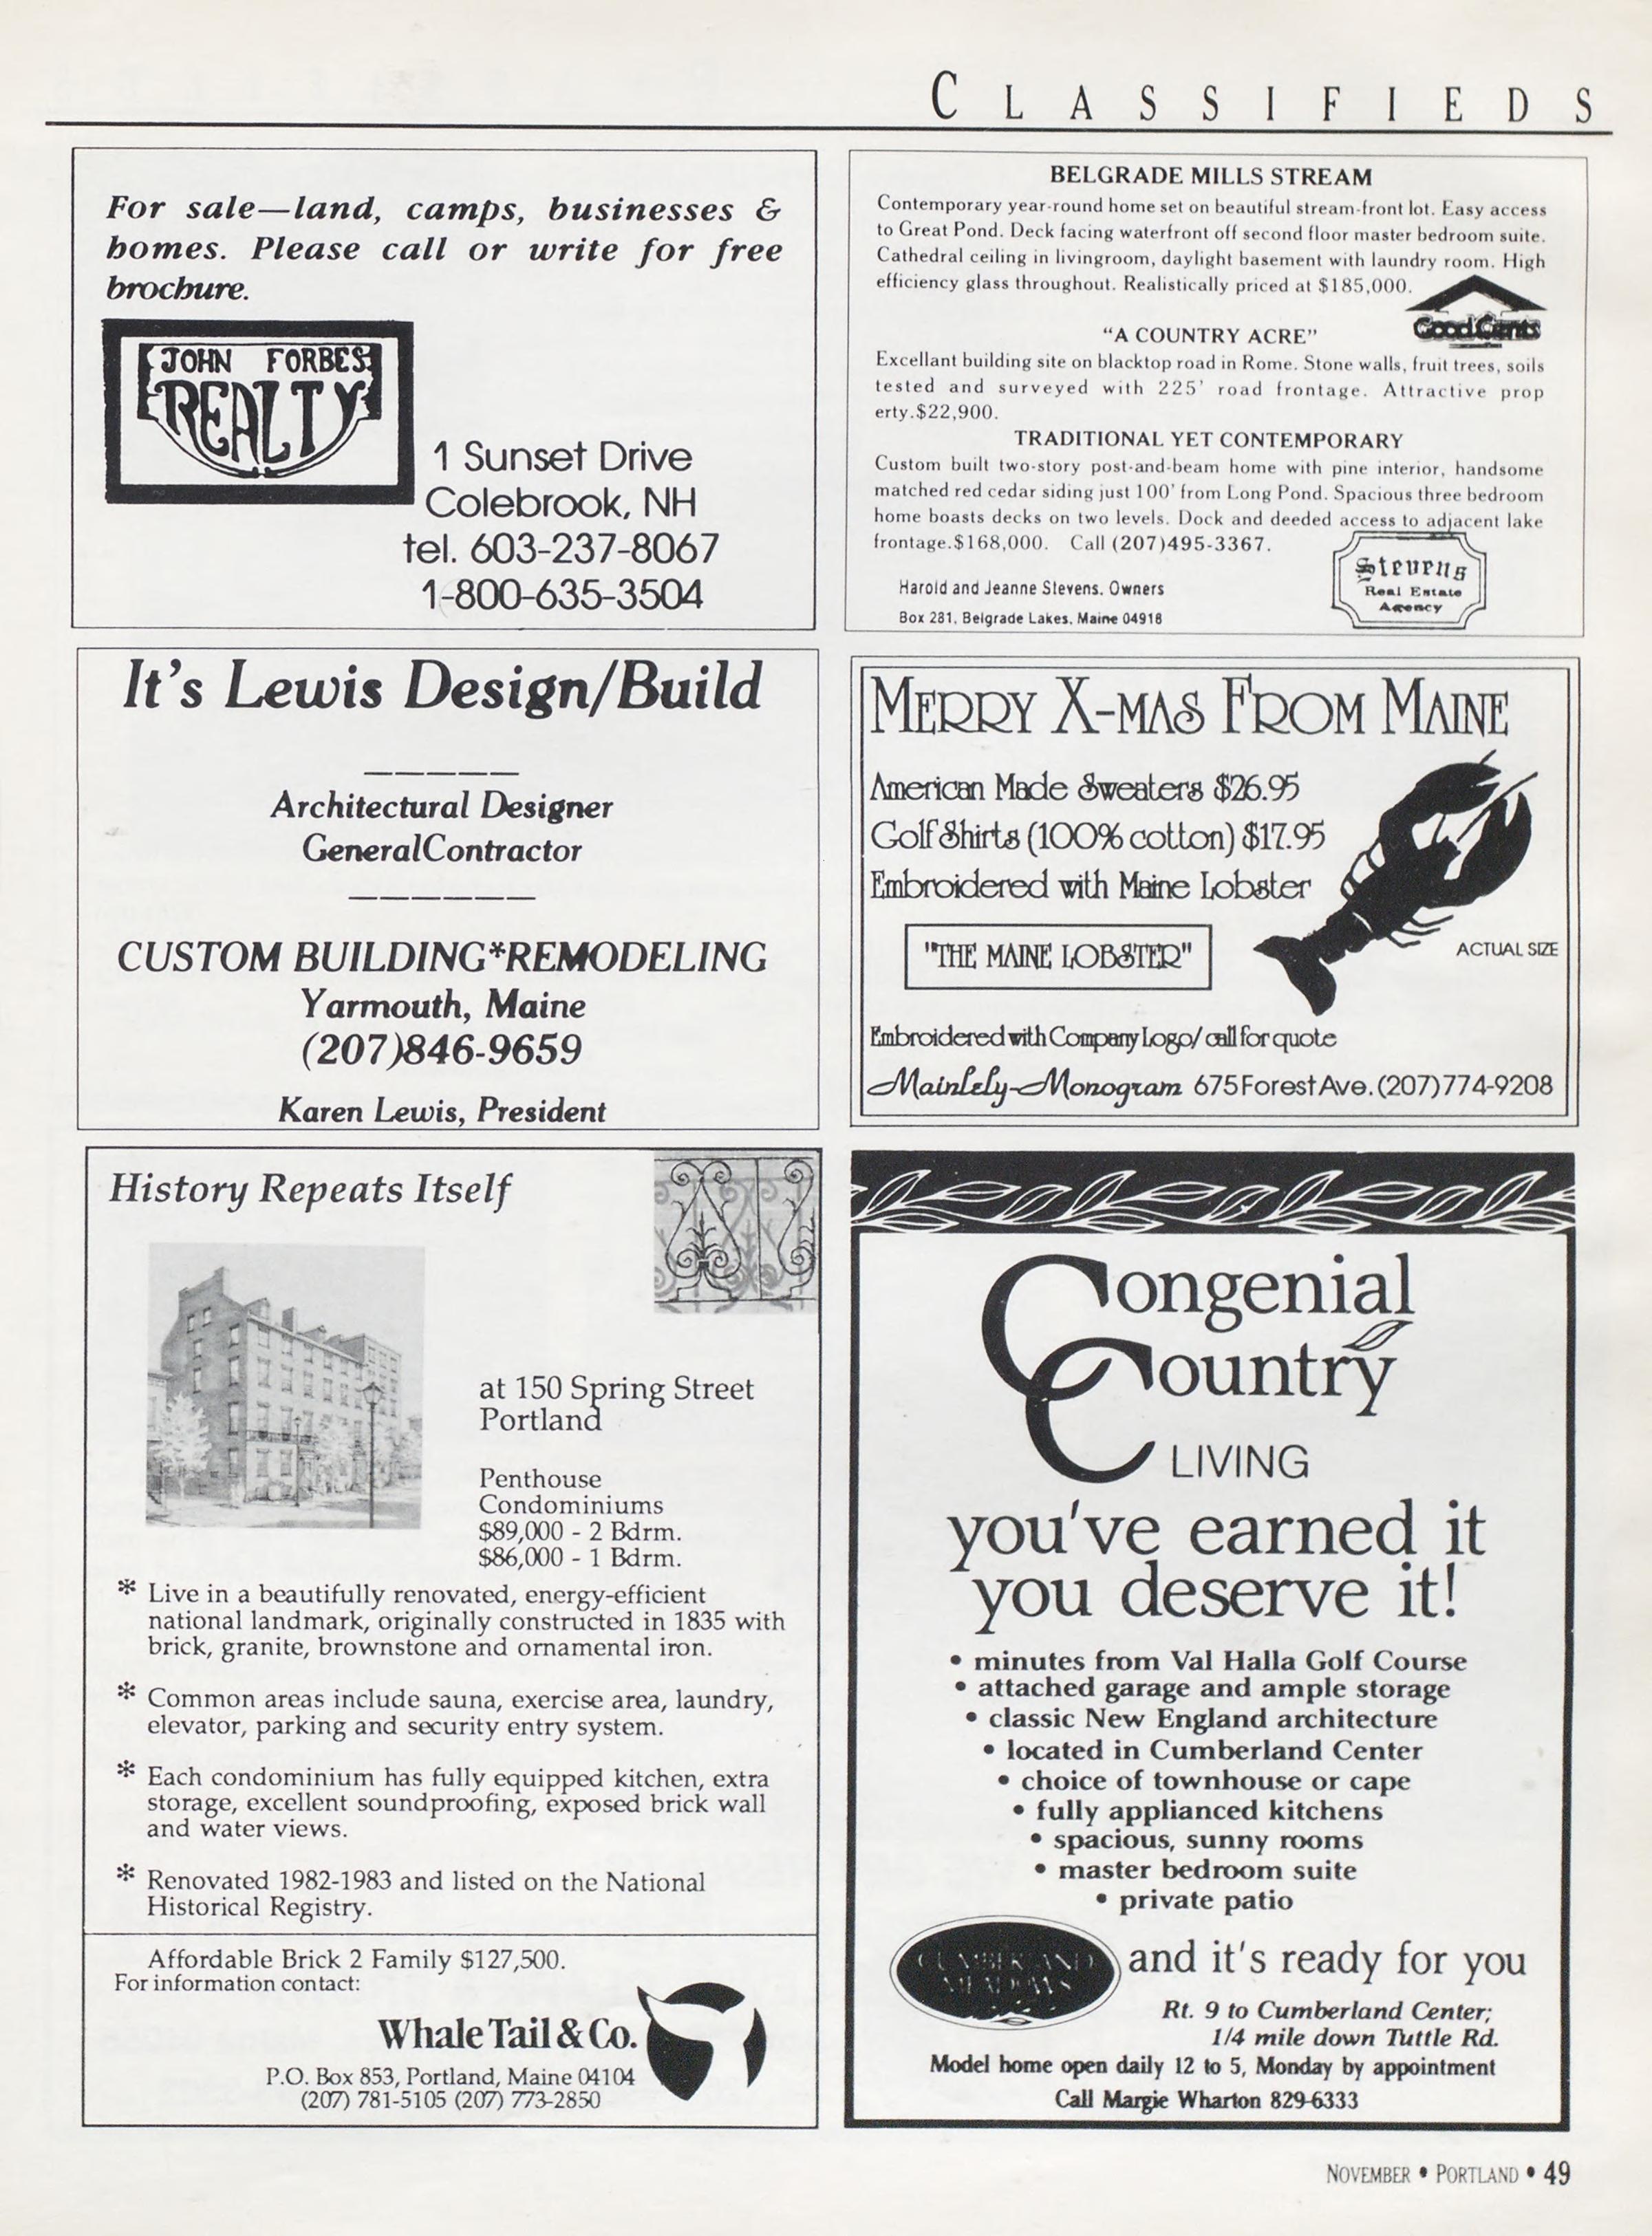 CLASSIFIEDS
For sale—land, camps, businesses &
homes. Please call or write for free
brochure.
JOHN FORBES
REALTY
1 Sunset Drive
Colebrook, NH
tel. 603-237-8067
1-800-635-3504
BELGRADE MILLS STREAM
Contemporary year-round home set on beautiful stream-front lot. Easy access
to Great Pond. Deck facing waterfront off second floor master bedroom suite.
Cathedral ceiling in livingroom, daylight basement with laundry room. High
efficiency glass throughout. Realistically priced at $185,000.
Good Cents
"A COUNTRY ACRE"
Excellant building site on blacktop road in Rome. Stone walls, fruit trees, soils
tested and surveyed with 225' road frontage. Attractive prop
erty.$22,900.
TRADITIONAL YET CONTEMPORARY
Custom built two-story post-and-beam home with pine interior, handsome
matched red cedar siding just 100' from Long Pond. Spacious three bedroom
home boasts decks on two levels. Dock and deeded access to adjacent lake
frontage.$168,000. Call (207)495-3367.
Harold and Jeanne Stevens, Owners
Box 281, Belgrade Lakes, Maine 04918
Stevens
Real Estate
Agency
It's Lewis Design/Build
Architectural Designer
GeneralContractor
CUSTOM BUILDING*REMODELING
Yarmouth, Maine
(207)846-9659
Karen Lewis, President
MERRY X-MAS FROM MAINE
American Made Sweaters $26.95
Golf Shirts (100% cotton) $17.95
Embroidered with Maine Lobster
"THE MAINE LOBSTER"
ACTUAL SIZE
Embroidered with Company Logo/ call for quote
Mainlely-Monogram 675 Forest Ave. (207)774-9208
History Repeats Itself
at 150 Spring Street
Portland
Penthouse
Condominiums
$89,000 - 2 Bdrm.
$86,000 - 1 Bdrm.
* Live in a beautifully renovated, energy-efficient
national landmark, originally constructed in 1835 with
brick, granite, brownstone and ornamental iron.
* Common areas include sauna, exercise area, laundry,
elevator, parking and security entry system.
* Each condominium has fully equipped kitchen, extra
storage, excellent soundproofing, exposed brick wall
and water views.
* Renovated 1982-1983 and listed on the National
Historical Registry.
Affordable Brick 2 Family $127,500.
For information contact:
Whale Tail & Co.
P.O. Box 853, Portland, Maine 04104
(207) 781-5105 (207) 773-2850
Congenial
Country
LIVING
you've earned it
you deserve it!
• minutes from Val Halla Golf Course
• attached garage and ample storage
• classic New England architecture
• located in Cumberland Center
• choice of townhouse or cape
• fully applianced kitchens
• spacious, sunny rooms
• master bedroom suite
• private patio
CUMBERLAND
MEADOWS
and it's ready for you
Rt. 9 to Cumberland Center;
1/4 mile down Tuttle Rd.
Model home open daily 12 to 5, Monday by appointment
Call Margie Wharton 829-6333
NOVEMBER • PORTLAND • 49